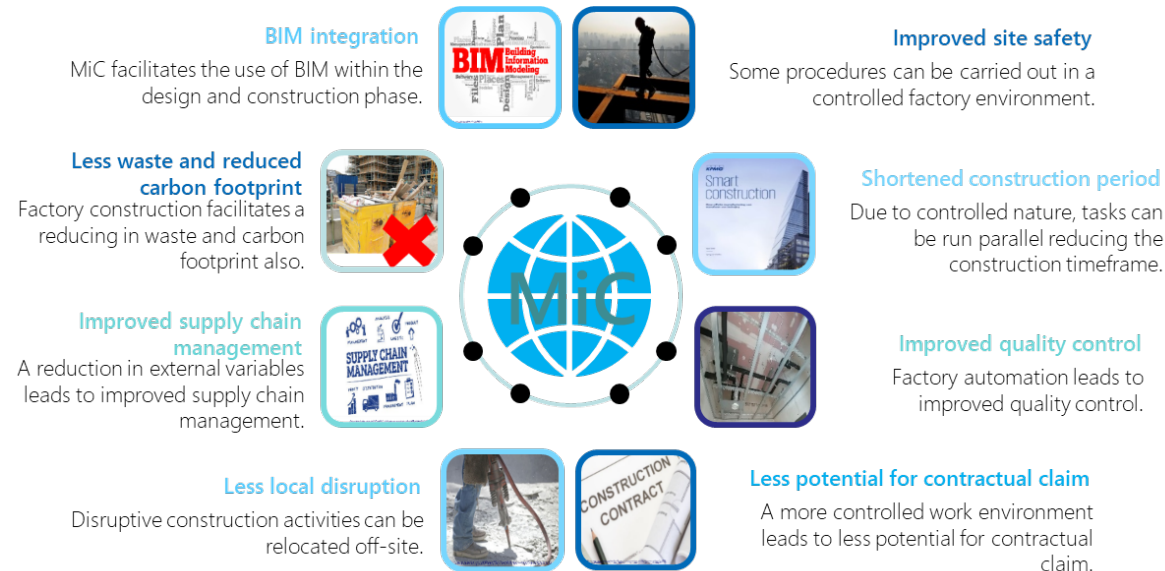 BIM integration
MiC facilitates the use of BIM within the
design and construction phase.
Plan
BIM
Building
Information
Modeling
Places
Files
Design
Improved site safety
Some procedures can be carried out in a
controlled factory environment.
Less waste and reduced
carbon footprint
Factory construction facilitates a
reducing in waste and carbon
footprint also.
KPMG
Smart
construction
Shortened construction period
Due to controlled nature, tasks can
be run parallel reducing the
construction timeframe.
MiC
Improved supply chain
management
A reduction in external variables
leads to improved supply chain
management.
SUPPLY CHAIN
MANAGEMENT
Improved quality control
Factory automation leads to
improved quality control.
Less local disruption
Disruptive construction activities can be
relocated off-site.
CONSTRUCTION
CONTRACT
Less potential for contractual claim
A more controlled work environment
leads to less potential for contractual
claim.